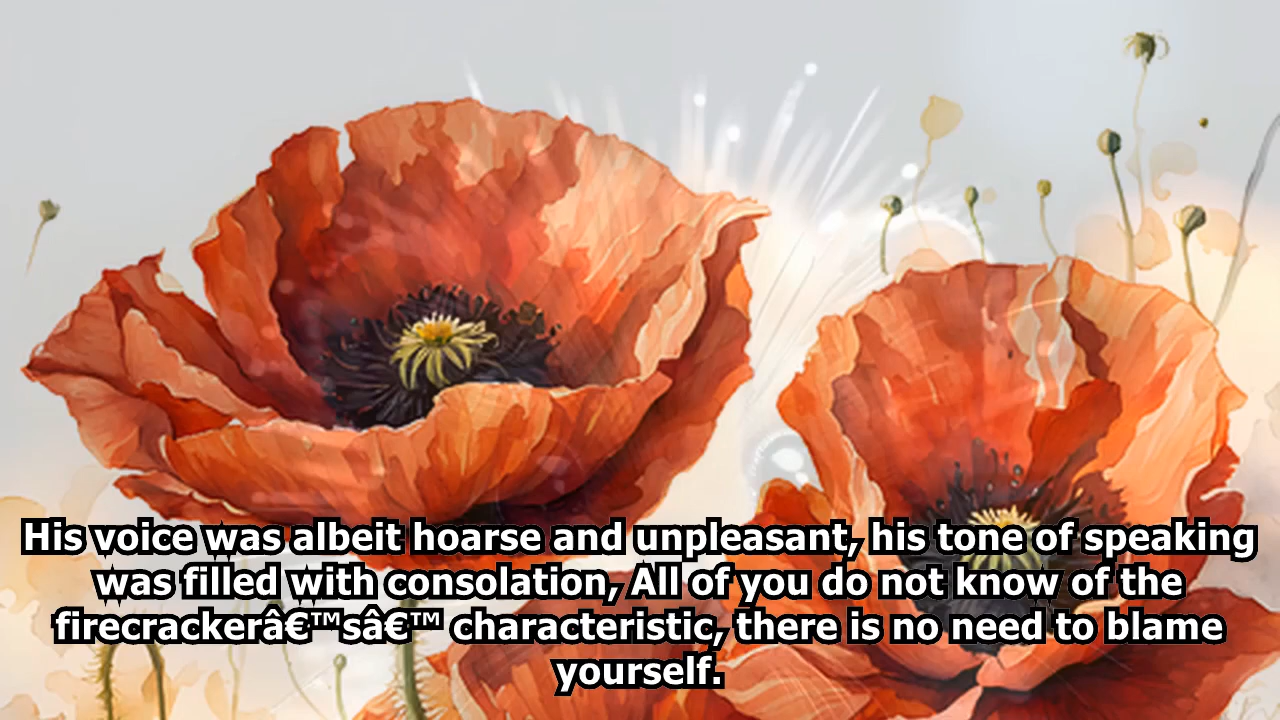 His voice was albeit hoarse and unpleasant, his tone of speaking
was filled with consolation, All of you do not know of the
firecrackerâ€™sâ€™ characteristic, there is no need to blame
yourself.